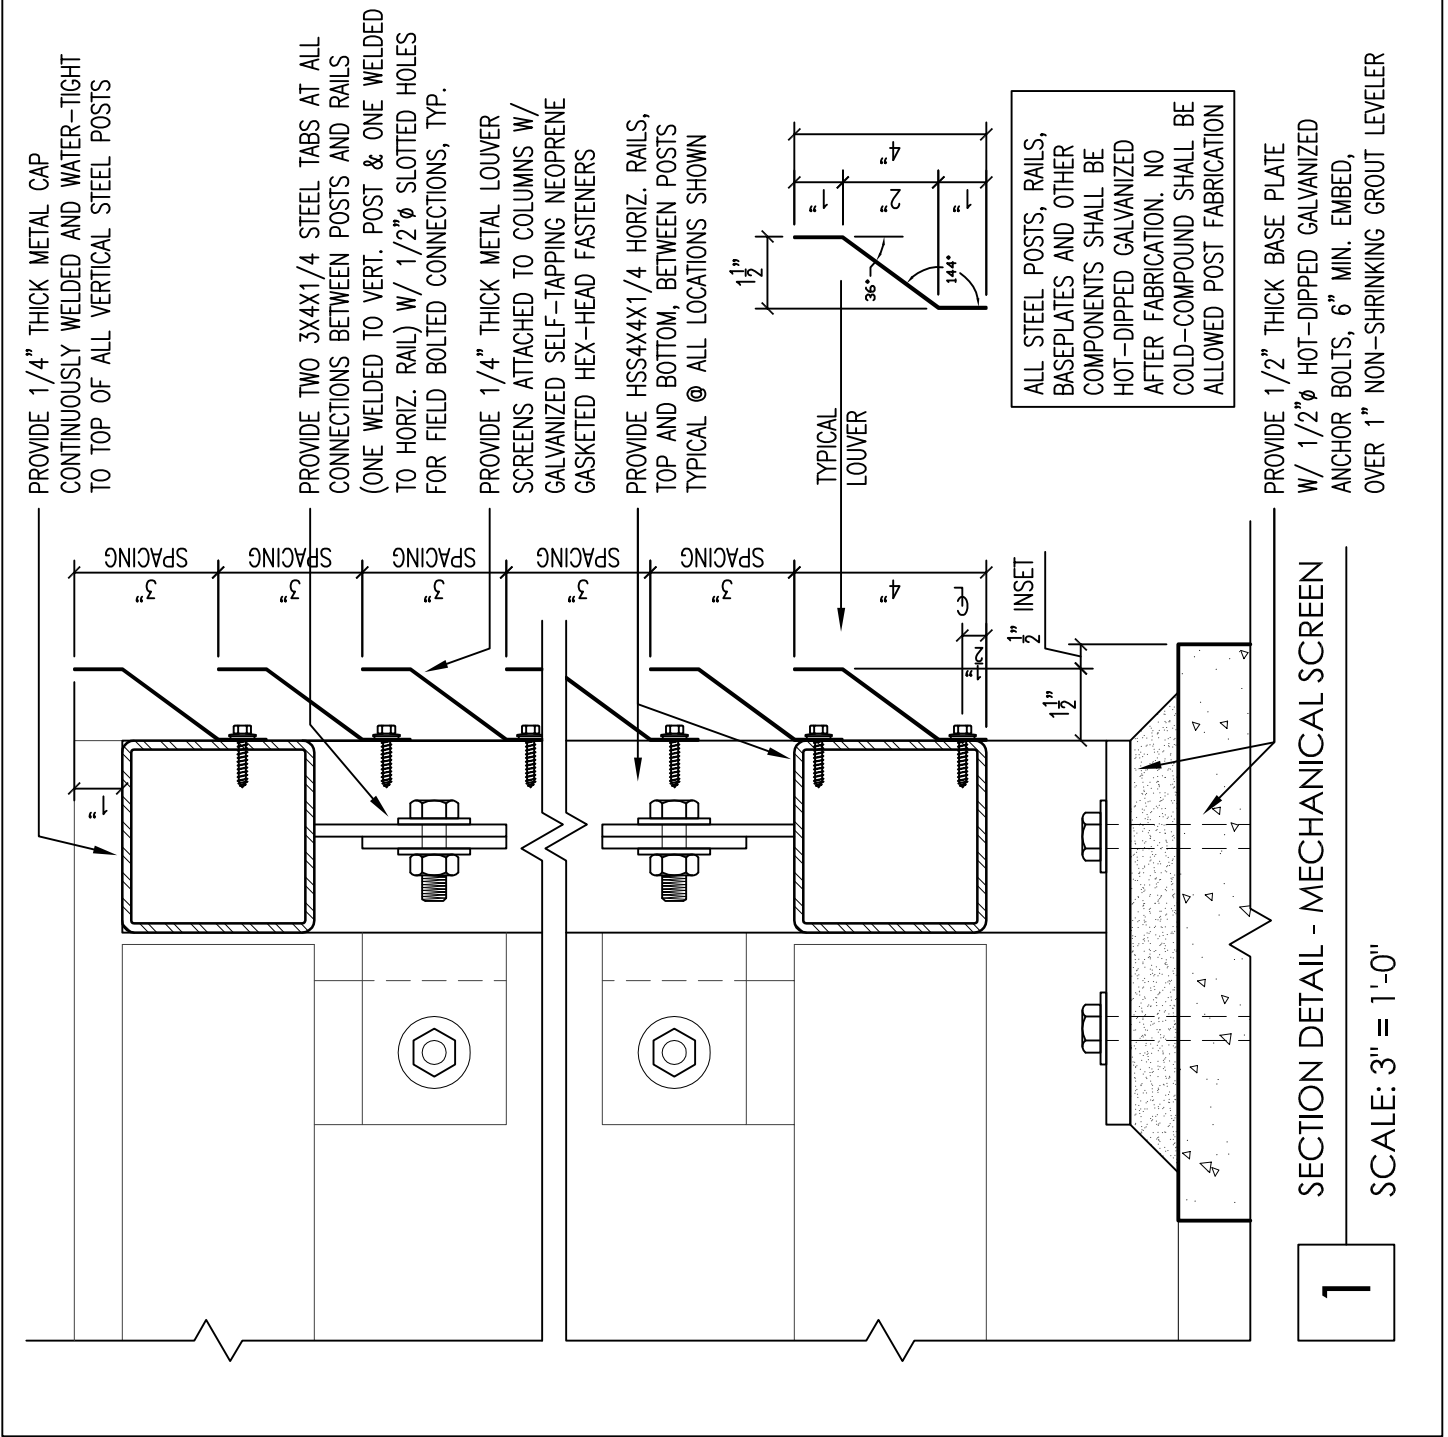 PROVIDE 1/4" THICK METAL CAP
CONTINUOUSLY WELDED AND WATER-TIGHT
TO TOP OF ALL VERTICAL STEEL POSTS
PROVIDE TWO 3X4X1/4 STEEL TABS AT ALL
CONNECTIONS BETWEEN POSTS AND RAILS
(ONE WELDED TO VERT. POST & ONE WELDED
TO HORIZ. RAIL) W/ 1/2"ø SLOTTED HOLES
FOR FIELD BOLTED CONNECTIONS, TYP.
PROVIDE 1/4" THICK METAL LOUVER
SCREENS ATTACHED TO COLUMNS W/
GALVANIZED SELF-TAPPING NEOPRENE
GASKETED HEX-HEAD FASTENERS
PROVIDE HSS4X4X1/4 HORIZ. RAILS,
TOP AND BOTTOM, BETWEEN POSTS
TYPICAL @ ALL LOCATIONS SHOWN
TYPICAL
LOUVER
1 1/2"
1"
2"
1"
4"
36°
144°
ALL STEEL POSTS, RAILS,
BASEPLATES AND OTHER
COMPONENTS SHALL BE
HOT-DIPPED GALVANIZED
AFTER FABRICATION. NO
COLD-COMPOUND SHALL BE
ALLOWED POST FABRICATION
PROVIDE 1/2" THICK BASE PLATE
W/ 1/2"ø HOT-DIPPED GALVANIZED
ANCHOR BOLTS, 6" MIN. EMBED,
OVER 1" NON-SHRINKING GROUT LEVELER
3"
SPACING
3"
SPACING
3"
SPACING
3"
SPACING
3"
SPACING
4"
1"
℄
1/2"
1/2" INSET
1 1/2"
1
SECTION DETAIL - MECHANICAL SCREEN
SCALE: 3" = 1'-0"